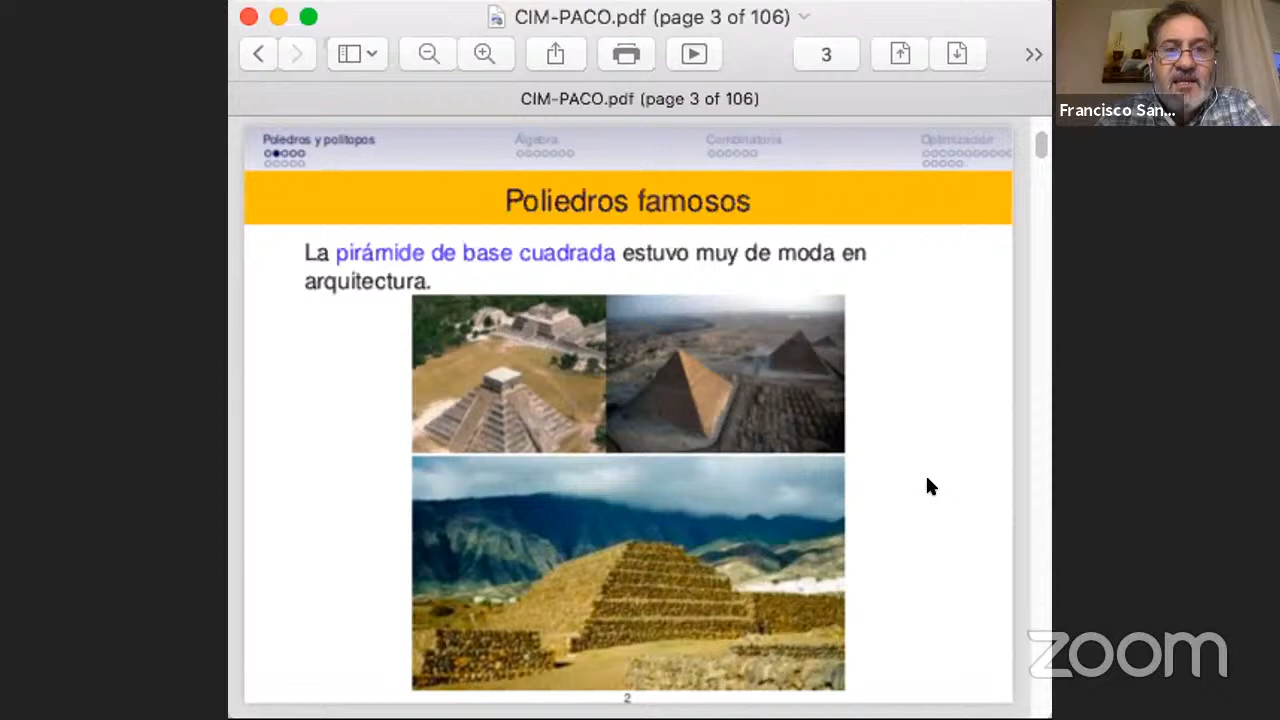 CIM-PACO.pdf (page 3 of 106)
3
CIM-PACO.pdf (page 3 of 106)
Francisco San...
Poliedros y politopos
Álgebra
Combinatoria
Optimización
Poliedros famosos
La pirámide de base cuadrada estuvo muy de moda en
arquitectura.
2
zoom